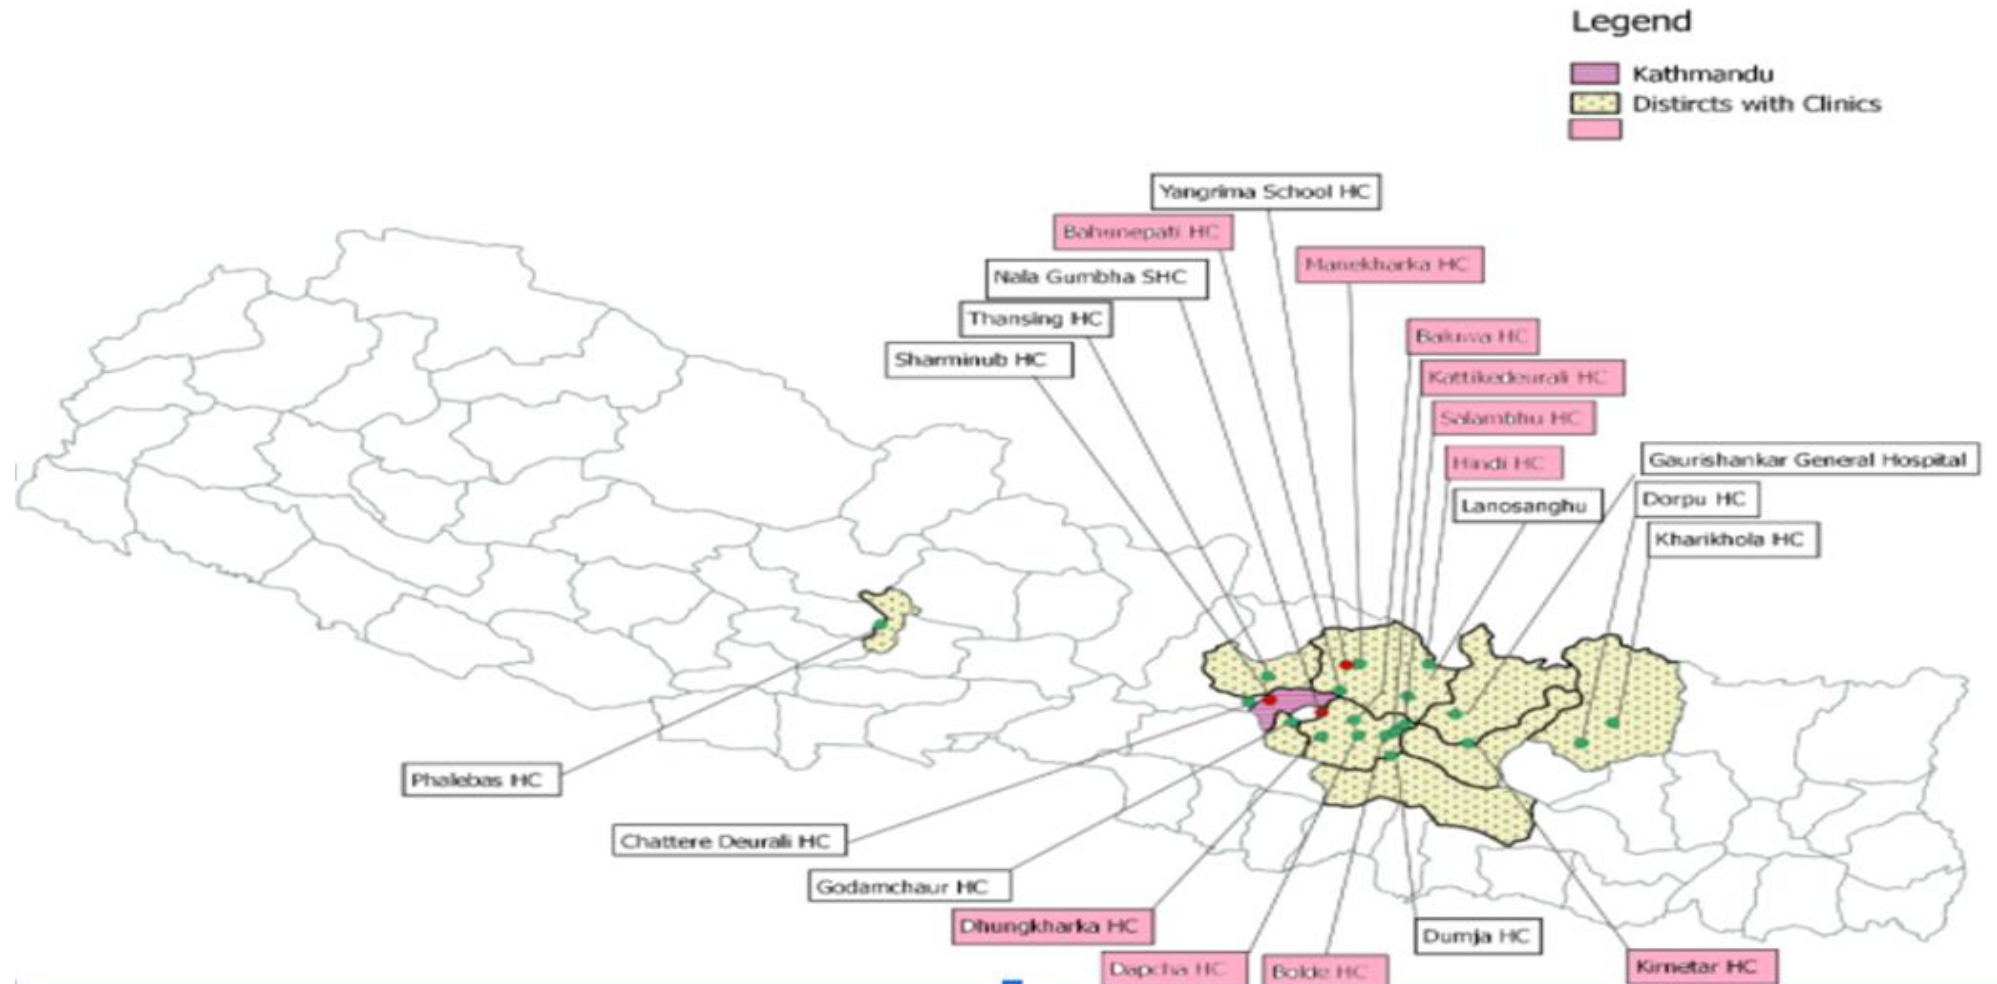 Legend
Kathmandu
Distircts with Clinics
Yangrima School HC
Bahunepati HC
Manekharka HC
Nala Gumbha SHC
Thansing HC
Sharminub HC
Baluwa HC
Kattikedeurali HC
Salambhu HC
Hindi HC
Lanosanghu
Gaurishankar General Hospital
Dorpu HC
Kharikhola HC
Phalebas HC
Chattere Deurali HC
Godamchaur HC
Dhungkharka HC
Dapcha HC
Bolde HC
Dumja HC
Kirnetar HC